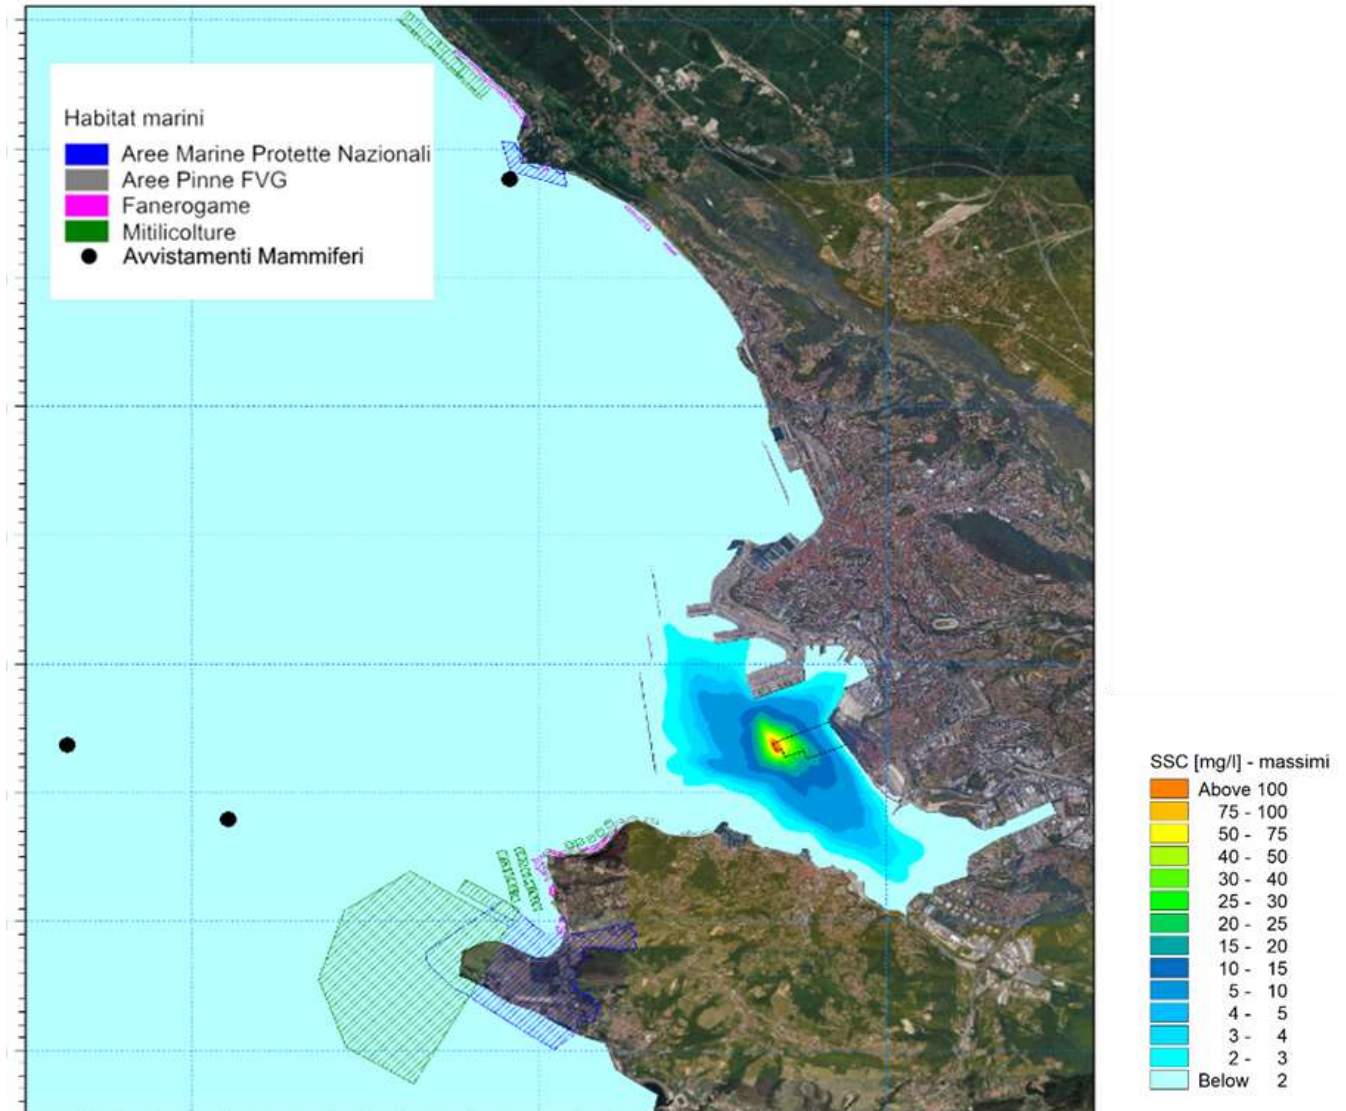 Habitat marini
Aree Marine Protette Nazionali
Aree Pinne FVG
Fanerogame
Mitilicolture
Avvistamenti Mammiferi
SSC [mg/l] - massimi
Above 100
75 - 100
50 - 75
40 - 50
30 - 40
25 - 30
20 - 25
15 - 20
10 - 15
5 - 10
4 - 5
3 - 4
2 - 3
Below 2